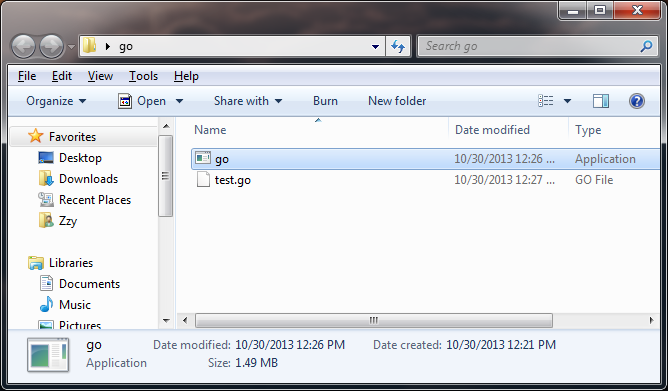 go
Search go
File Edit View Tools Help
Organize Open Share with Burn New folder
Name Date modified Type
Favorites
Desktop
Downloads
Recent Places
Zzy
Libraries
Documents
Music
Pictures
go 10/30/2013 12:26 ... Application
test.go 10/30/2013 12:27 ... GO File
go Date modified: 10/30/2013 12:26 PM Date created: 10/30/2013 12:21 PM
Application Size: 1.49 MB